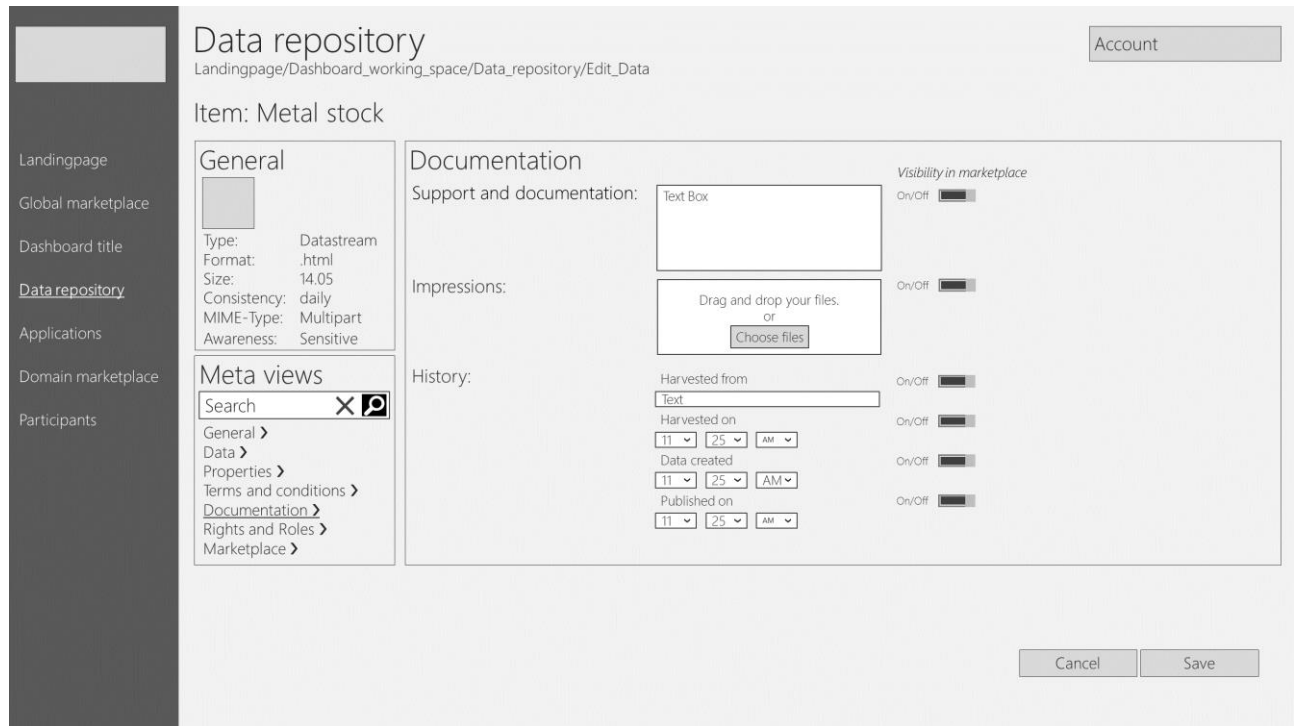 Data repository
Landingpage/Dashboard_working_space/Data_repository/Edit_Data
Account
Item: Metal stock
Landingpage
Global marketplace
Dashboard title
Data repository
Applications
Domain marketplace
Participants
General
Type: Datastream
Format: .html
Size: 14.05
Consistency: daily
MIME-Type: Multipart
Awareness: Sensitive
Meta views
Search
General
Data
Properties
Terms and conditions
Documentation
Rights and Roles
Marketplace
Documentation
Visibility in marketplace
Support and documentation: Text Box On/Off
Impressions: Drag and drop your files. On/Off
or
Choose files
History: Harvested from On/Off
Text
Harvested on On/Off
11 25 AM
Data created On/Off
11 25 AM
Published on On/Off
11 25 AM
Cancel Save